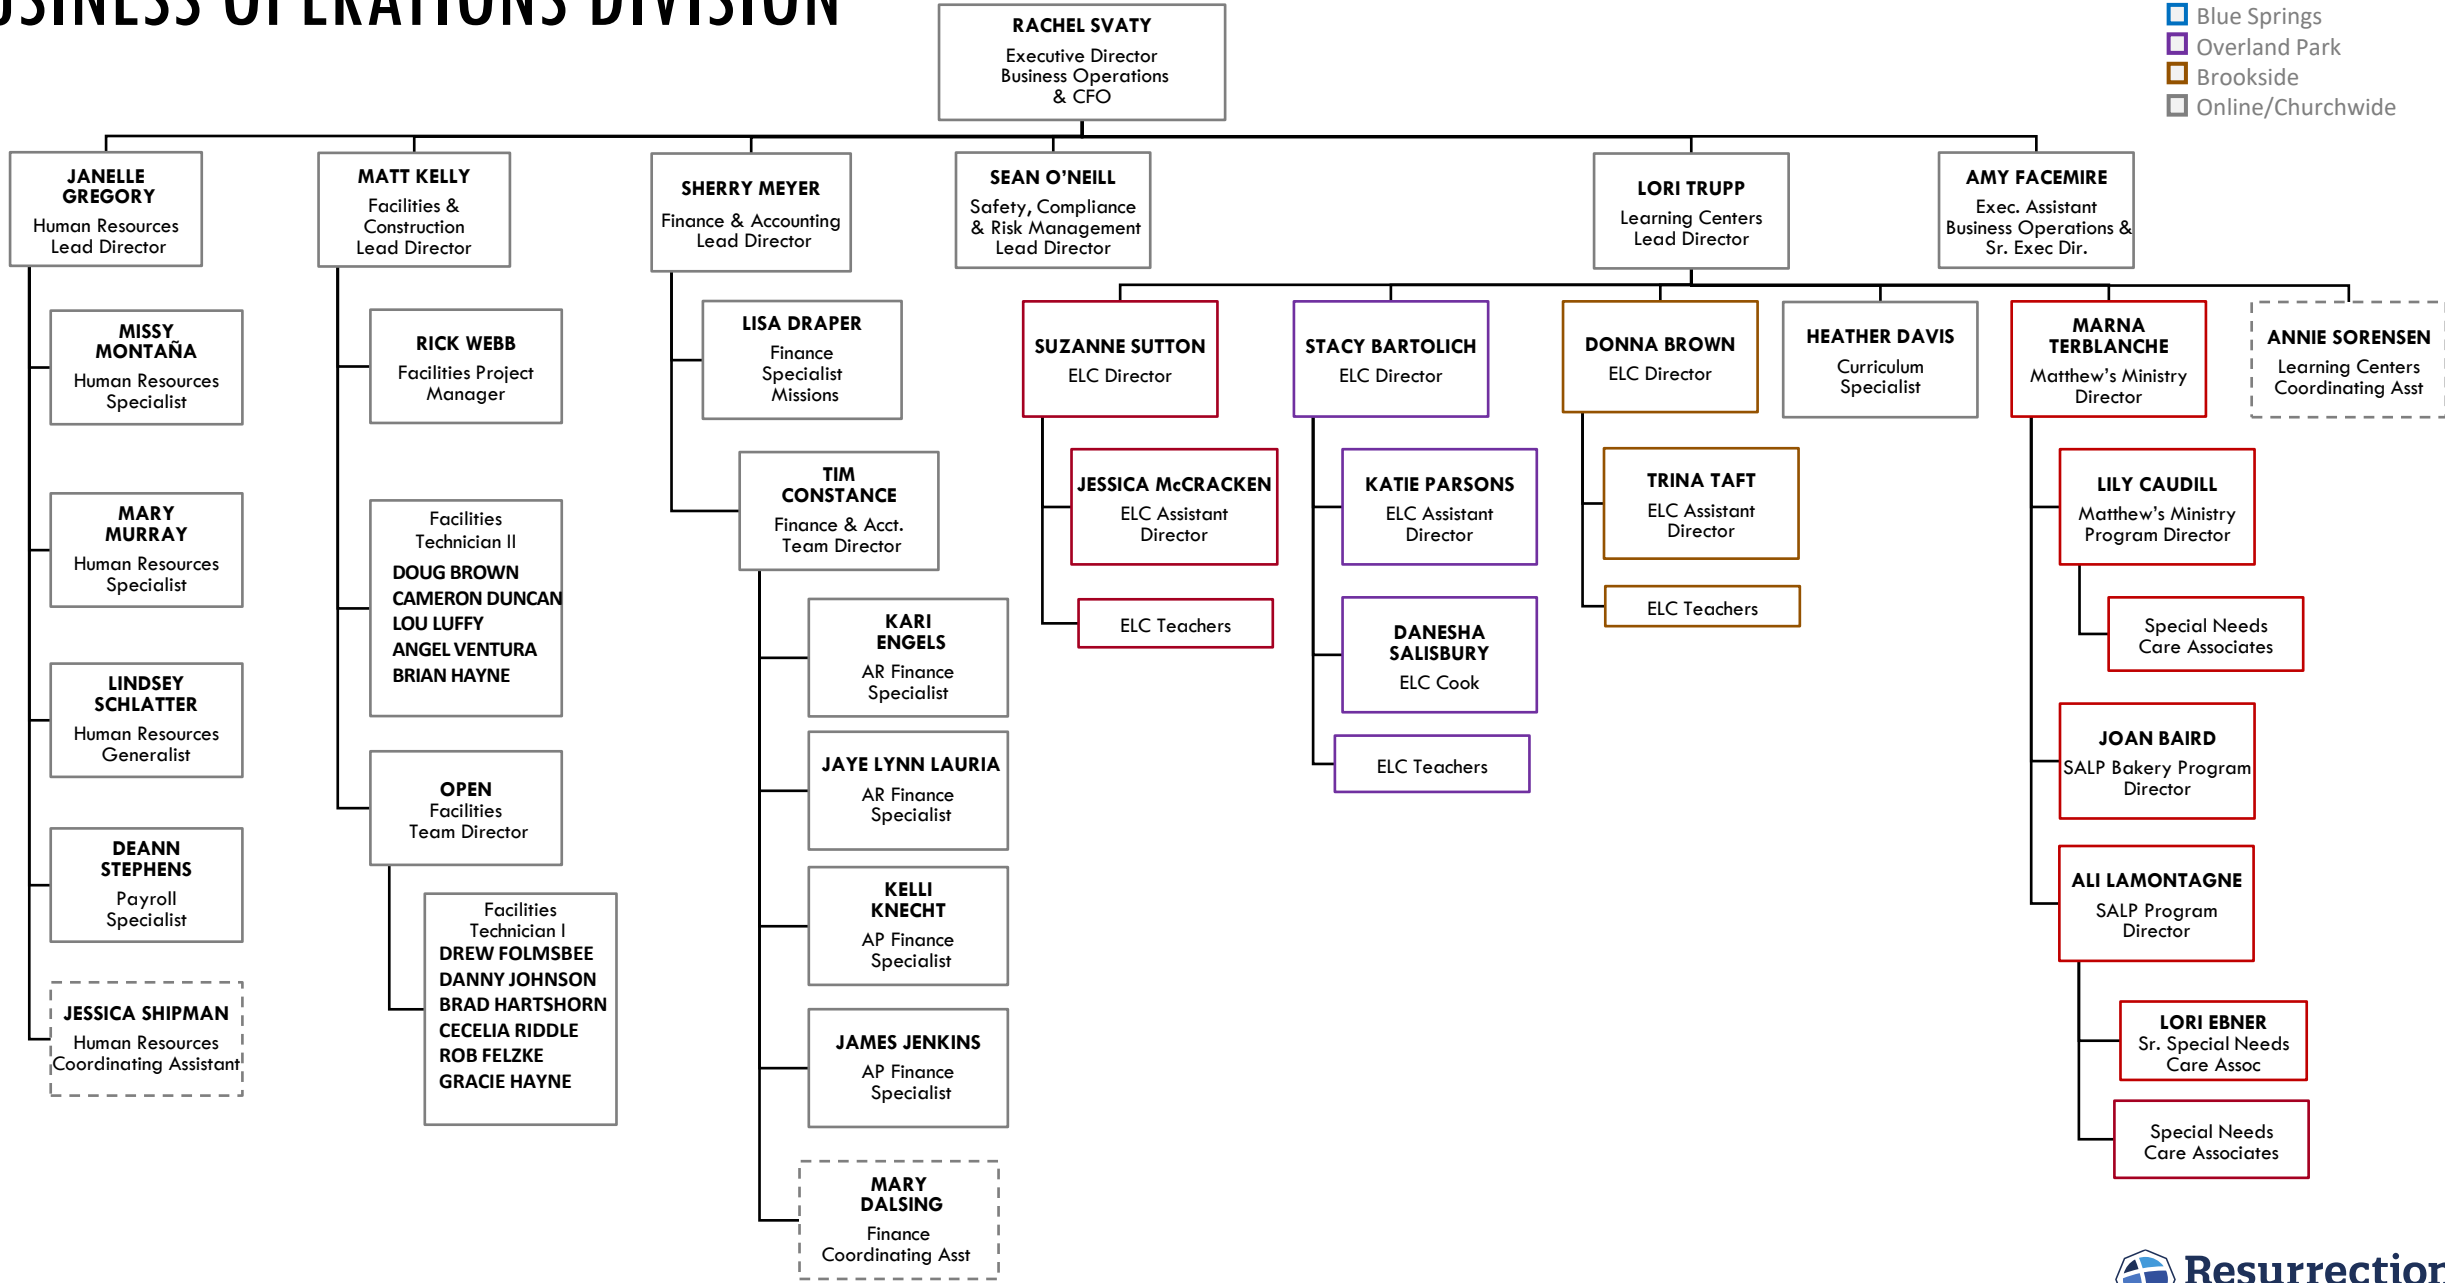 BUSINESS OPERATIONS DIVISION
Blue Springs
Overland Park
Brookside
Online/Churchwide
RACHEL SVATY
Executive Director
Business Operations
& CFO
JANELLE
GREGORY
Human Resources
Lead Director
MATT KELLY
Facilities &
Construction
Lead Director
SHERRY MEYER
Finance & Accounting
Lead Director
SEAN O’NEILL
Safety, Compliance
& Risk Management
Lead Director
LORI TRUPP
Learning Centers
Lead Director
AMY FACEMIRE
Exec. Assistant
Business Operations &
Sr. Exec Dir.
MISSY
MONTAÑA
Human Resources
Specialist
MARY
MURRAY
Human Resources
Specialist
LINDSEY
SCHLATTER
Human Resources
Generalist
DEANN
STEPHENS
Payroll
Specialist
JESSICA SHIPMAN
Human Resources
Coordinating Assistant
RICK WEBB
Facilities Project
Manager
Facilities
Technician II
DOUG BROWN
CAMERON DUNCAN
LOU LUFFY
ANGEL VENTURA
BRIAN HAYNE
OPEN
Facilities
Team Director
Facilities
Technician I
DREW FOLMSBEE
DANNY JOHNSON
BRAD HARTSHORN
CECELIA RIDDLE
ROB FELZKE
GRACIE HAYNE
LISA DRAPER
Finance
Specialist
Missions
TIM
CONSTANCE
Finance & Acct.
Team Director
KARI
ENGELS
AR Finance
Specialist
JAYE LYNN LAURIA
AR Finance
Specialist
KELLI
KNECHT
AP Finance
Specialist
JAMES JENKINS
AP Finance
Specialist
MARY
DALSING
Finance
Coordinating Asst
SUZANNE SUTTON
ELC Director
JESSICA McCRACKEN
ELC Assistant
Director
ELC Teachers
STACY BARTOLICH
ELC Director
KATIE PARSONS
ELC Assistant
Director
DANESHA
SALISBURY
ELC Cook
ELC Teachers
DONNA BROWN
ELC Director
TRINA TAFT
ELC Assistant
Director
ELC Teachers
HEATHER DAVIS
Curriculum
Specialist
MARNA
TERBLANCHE
Matthew’s Ministry
Director
LILY CAUDILL
Matthew’s Ministry
Program Director
Special Needs
Care Associates
JOAN BAIRD
SALP Bakery Program
Director
ALI LAMONTAGNE
SALP Program
Director
LORI EBNER
Sr. Special Needs
Care Assoc
Special Needs
Care Associates
ANNIE SORENSEN
Learning Centers
Coordinating Asst
Resurrection